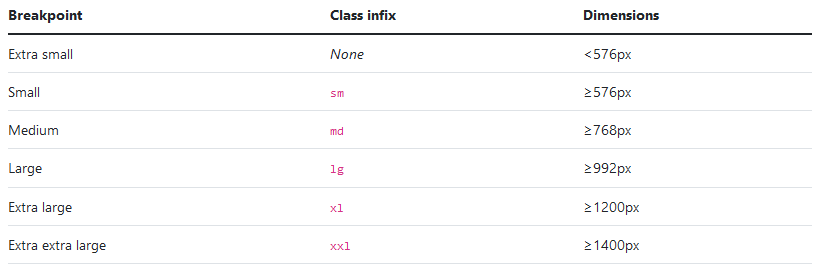 Breakpoint Class infix Dimensions
Extra small None <576px
Small sm ≥576px
Medium md ≥768px
Large lg ≥992px
Extra large xl ≥1200px
Extra extra large xxl ≥1400px